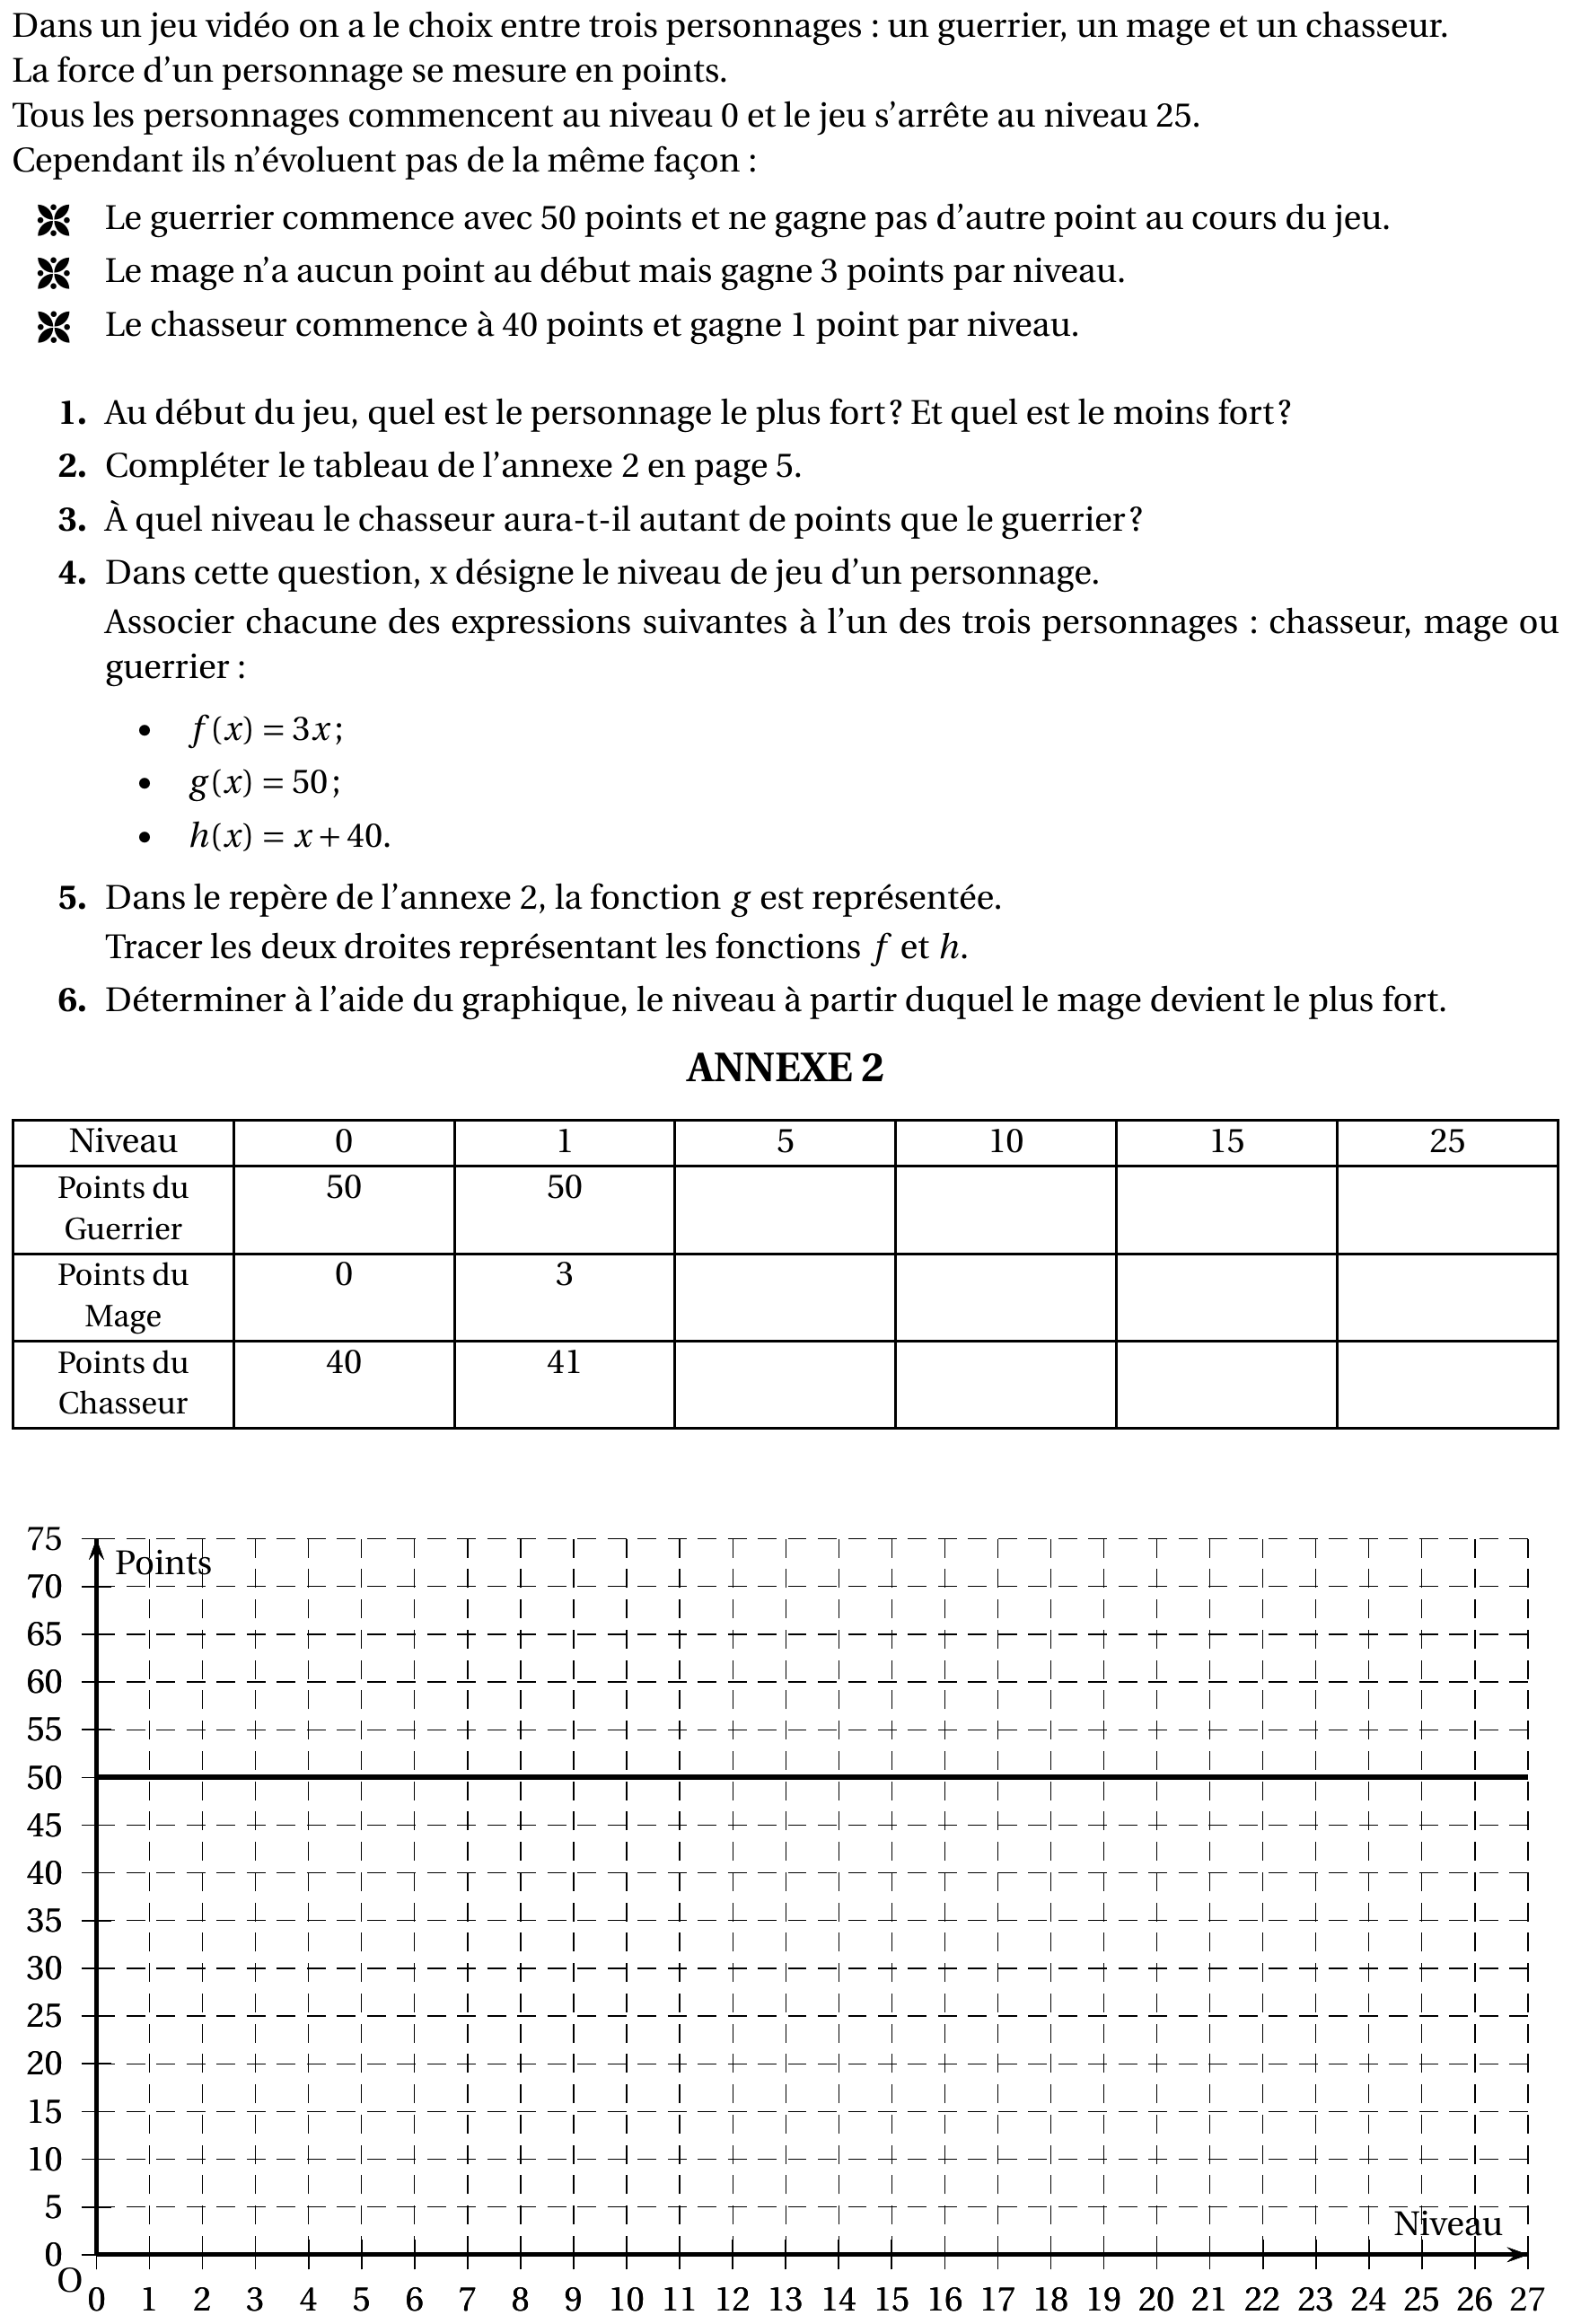 Dans un jeu vidéo on a le choix entre trois personnages : un guerrier, un mage et un chasseur.
La force d'un personnage se mesure en points.
Tous les personnages commencent au niveau 0 et le jeu s'arrête au niveau 25.
Cependant ils n'évoluent pas de la même façon :
Le guerrier commence avec 50 points et ne gagne pas d'autre point au cours du jeu.
Le mage n'a aucun point au début mais gagne 3 points par niveau.
Le chasseur commence à 40 points et gagne 1 point par niveau.
1. Au début du jeu, quel est le personnage le plus fort? Et quel est le moins fort?
2. Compléter le tableau de l'annexe 2 en page 5.
3. À quel niveau le chasseur aura-t-il autant de points que le guerrier?
4. Dans cette question, x désigne le niveau de jeu d'un personnage.
Associer chacune des expressions suivantes à l'un des trois personnages : chasseur, mage ou
guerrier :
• f(x) = 3x;
• g(x) = 50;
• h(x) = x + 40.
5. Dans le repère de l'annexe 2, la fonction g est représentée.
Tracer les deux droites représentant les fonctions f et h.
6. Déterminer à l'aide du graphique, le niveau à partir duquel le mage devient le plus fort.
ANNEXE 2
Niveau 0 1 5 10 15 25
Points du 50 50
Guerrier
Points du 0 3
Mage
Points du 40 41
Chasseur
75
Points
70
65
60
55
50
45
40
35
30
25
20
15
10
5
Niveau
0
O
0 1 2 3 4 5 6 7 8 9 10 11 12 13 14 15 16 17 18 19 20 21 22 23 24 25 26 27